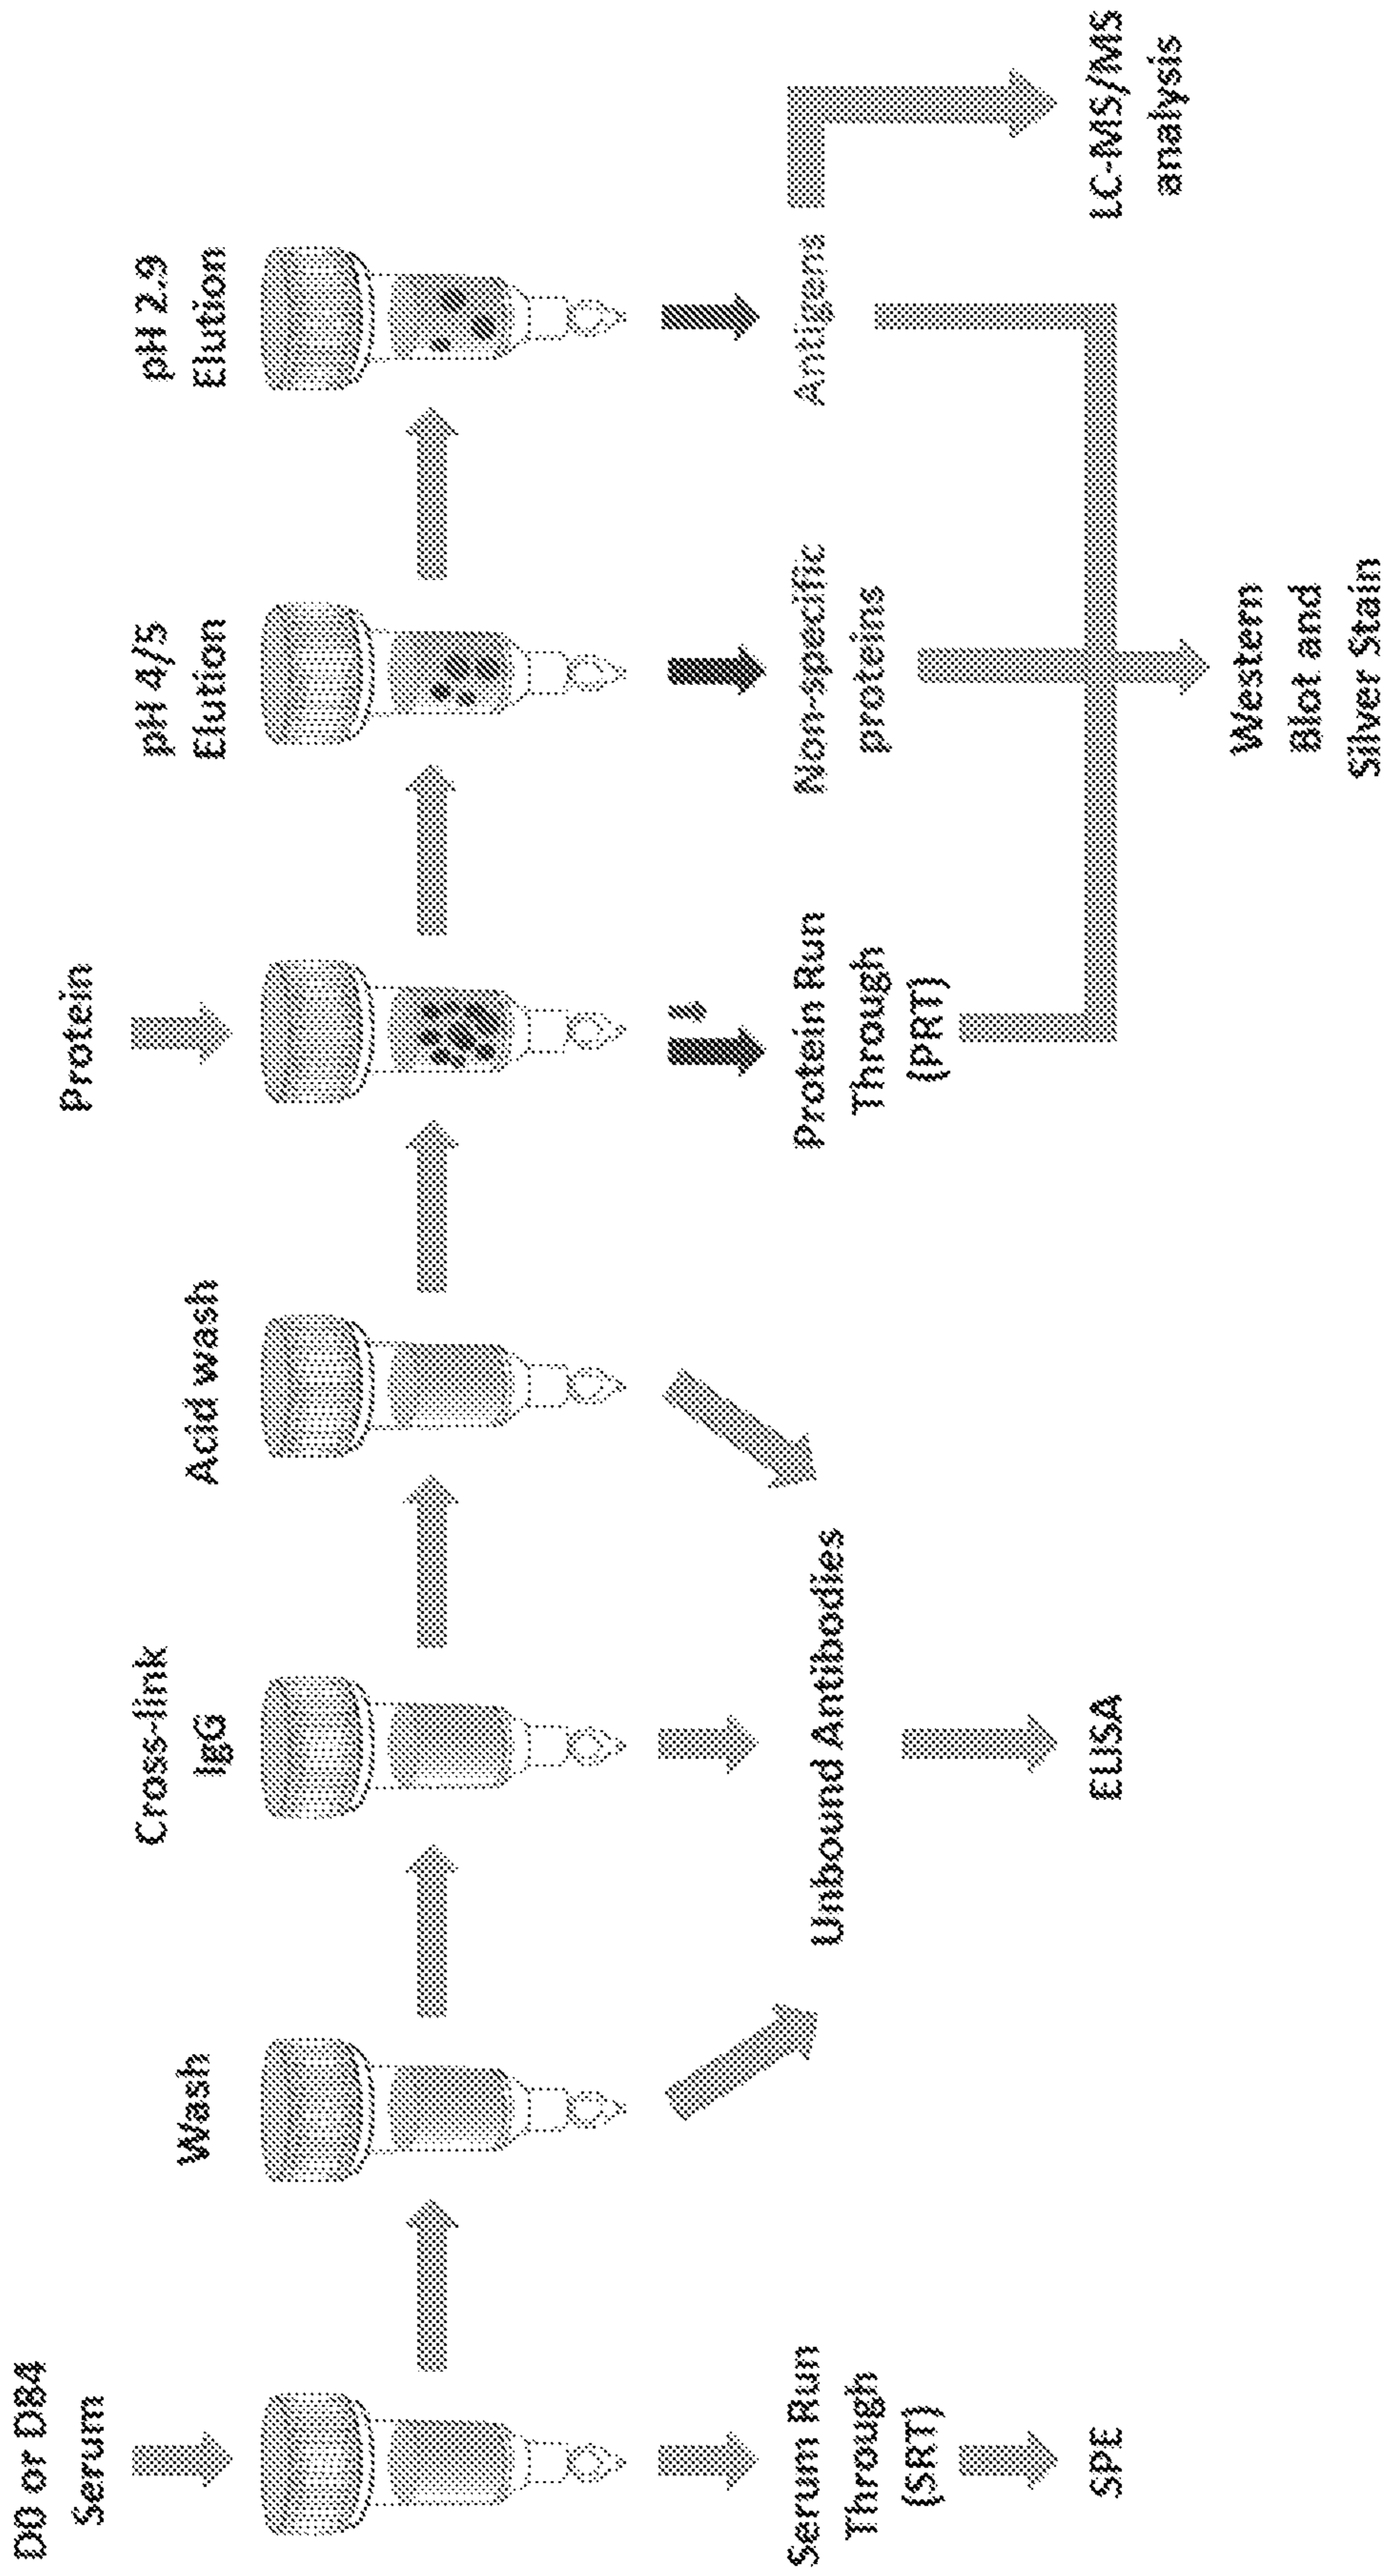 D0 or D84
Serum
Wash
Cross-link
IgG
Acid wash
Protein
pH 4/5
Elution
pH 2.9
Elution
Serum Run
Through
(SRT)
Unbound Antibodies
Protein Run
Through
(PRT)
Non-specific
proteins
Antigens
SPE
ELISA
Western
Blot and
Silver Stain
LC-MS/MS
analysis